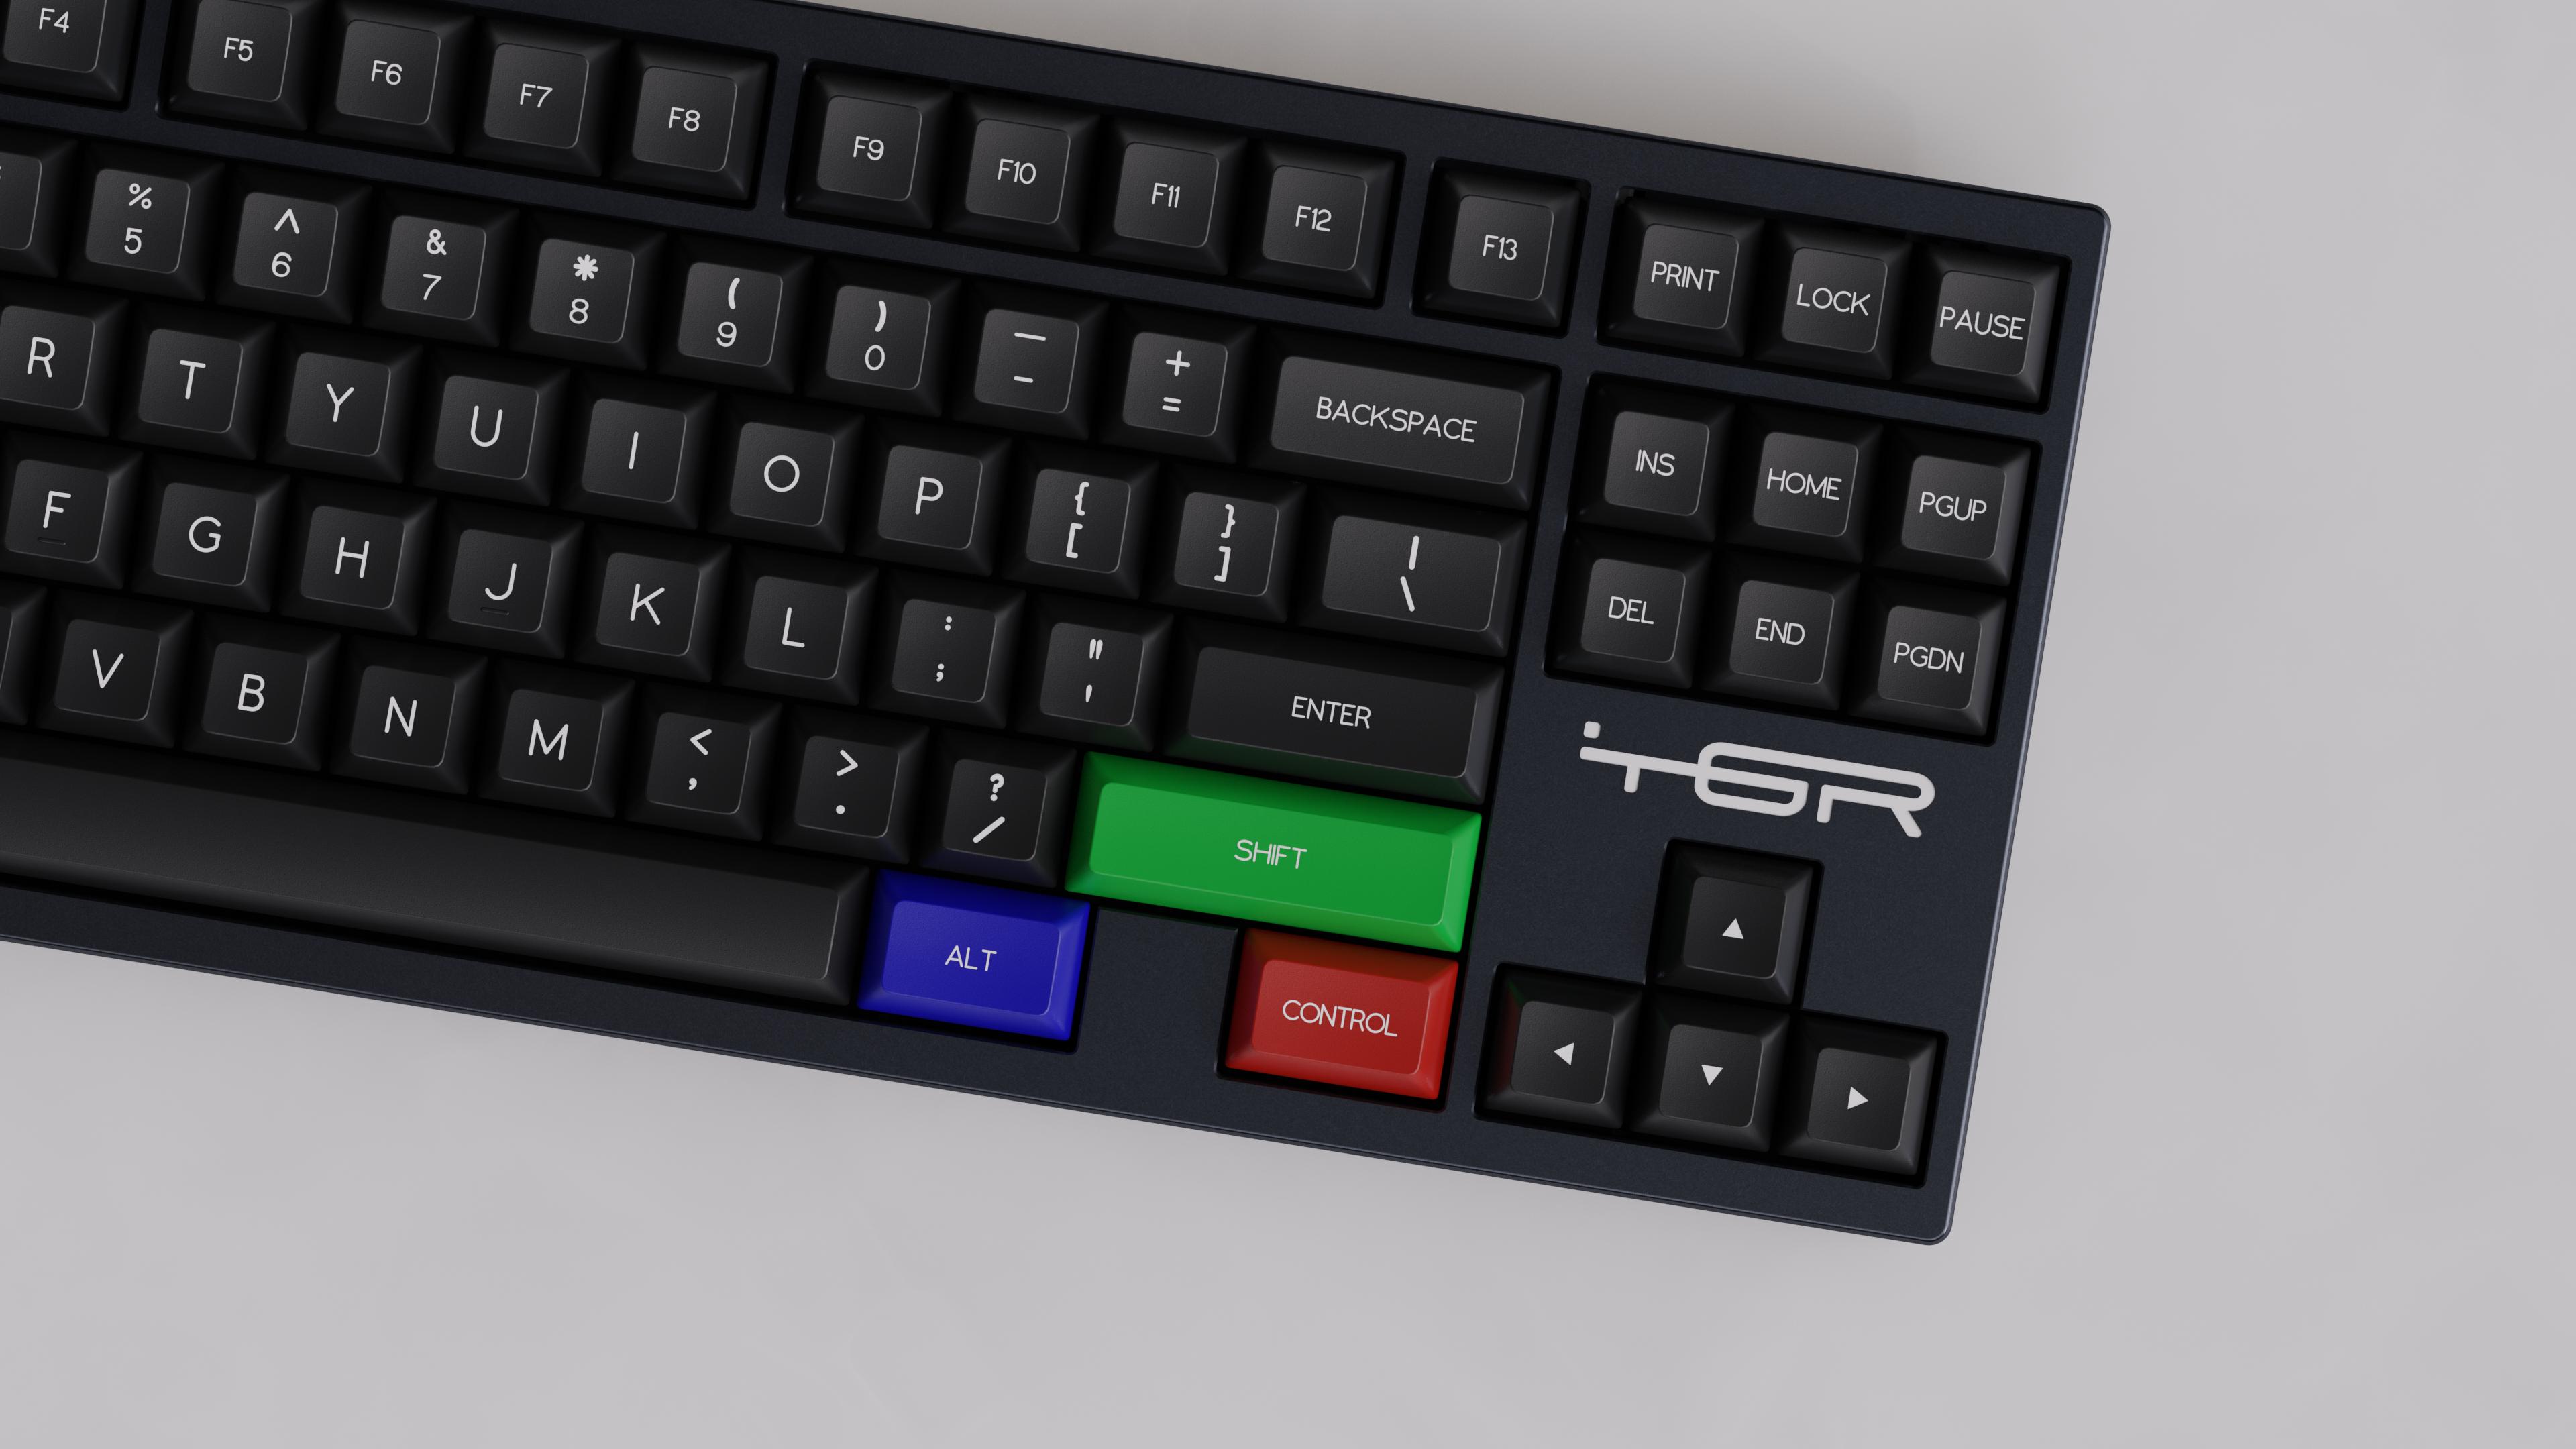 F4 F5 F6 F7 F8 F9 F10 F11 F12 F13 PRINT LOCK PAUSE
% ^ & * ( ) — +
5 6 7 8 9 0 - = BACKSPACE INS HOME PGUP
R T Y U I O P { } |
[ ] \ DEL END PGDN
F G H J K L : "
; ' ENTER
V B N M < > ?
, . / SHIFT
TGR
ALT CONTROL
▲
◀ ▼ ▶